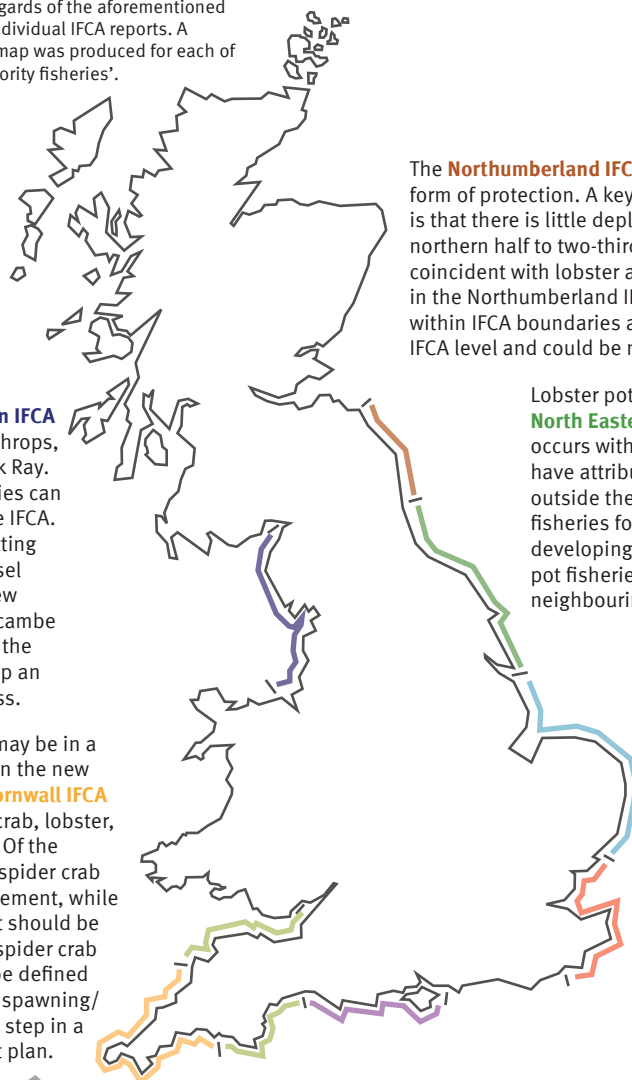 egards of the aforementioned
dividual IFCA reports. A
map was produced for each of
ority fisheries’.
The Northumberland IFC
form of protection. A key
is that there is little depl
northern half to two-thir
coincident with lobster a
in the Northumberland I
within IFCA boundaries a
IFCA level and could be r
Lobster pot
North Easte
occurs with
have attribu
outside the
fisheries fo
developing
pot fisherie
neighbourin
n IFCA
hrops,
k Ray.
ies can
e IFCA.
ting
sel
ew
cambe
the
p an
ss.
may be in a
n the new
ornwall IFCA
crab, lobster,
Of the
spider crab
ement, while
t should be
spider crab
be defined
spawning/
step in a
t plan.